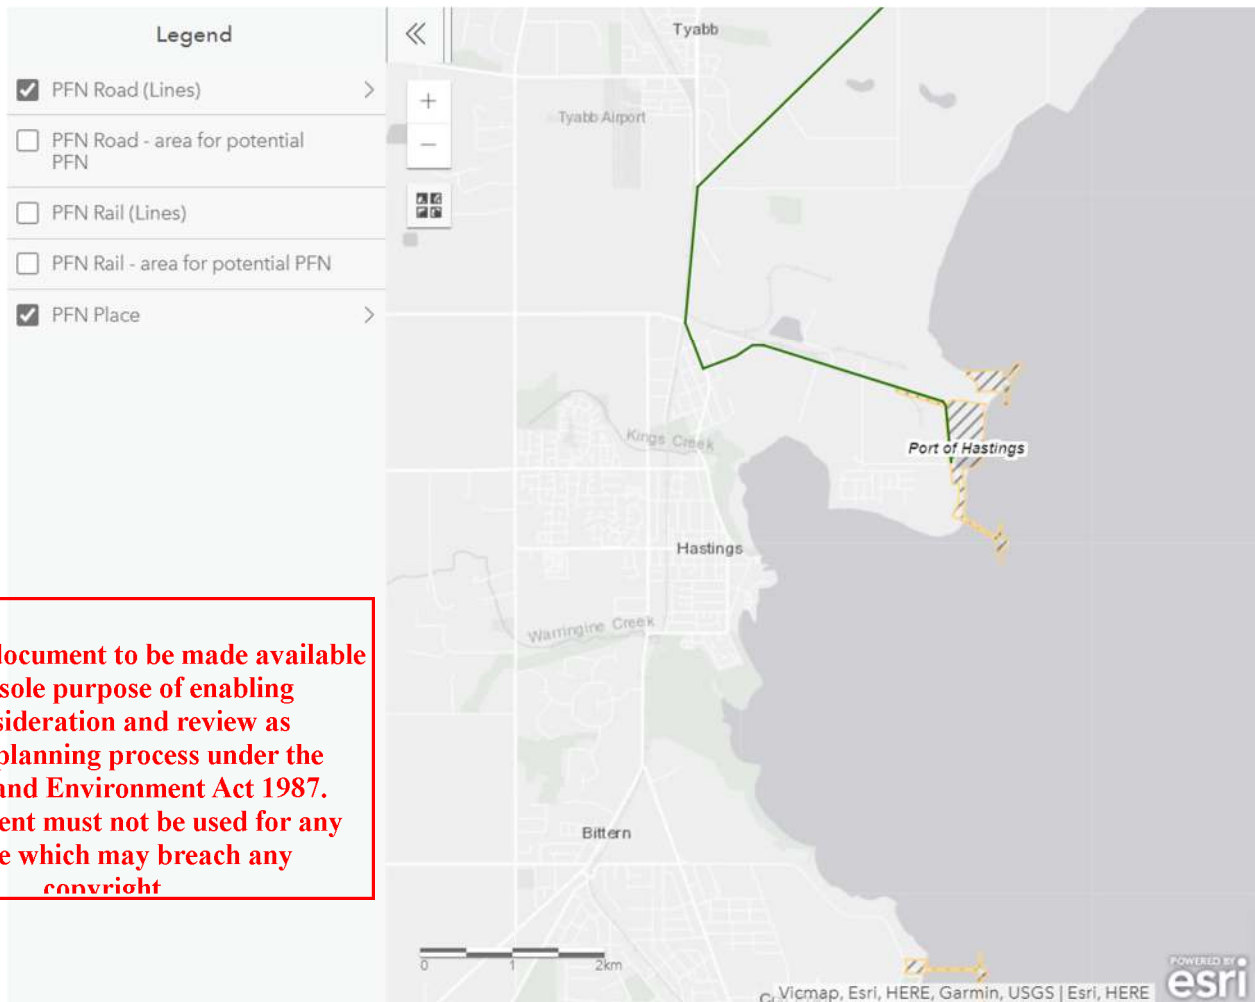 Legend
PFN Road (Lines)
PFN Road - area for potential
PFN
PFN Rail (Lines)
PFN Rail - area for potential PFN
PFN Place
Tyabb
Tyabb Airport
Kings Creek
Port of Hastings
Hastings
Warringine Creek
Bittern
document to be made available
sole purpose of enabling
sideration and review as
planning process under the
and Environment Act 1987.
ent must not be used for any
e which may breach any
copyright
0 1 2km
Vicmap, Esri, HERE, Garmin, USGS | Esri, HERE
POWERED BY
esri